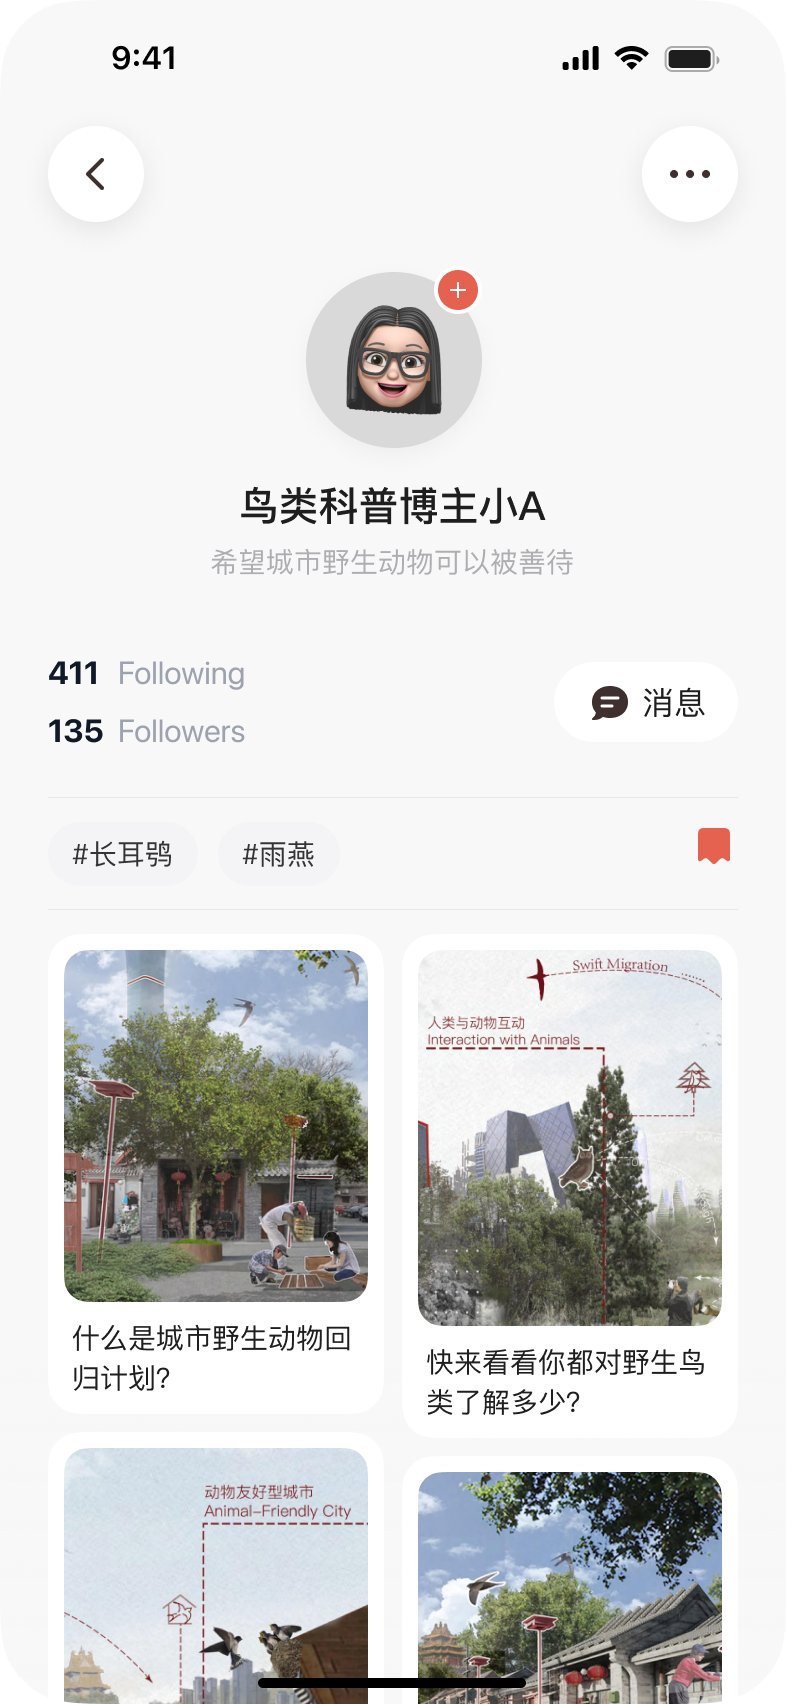 9:41
鸟类科普博主小A
希望城市野生动物可以被善待
411 Following
135 Followers
消息
#长耳鸮 #雨燕
什么是城市野生动物回
归计划?
Swift Migration
人类与动物互动
Interaction with Animals
快来看看你都对野生鸟
类了解多少?
动物友好型城市
Animal-Friendly City